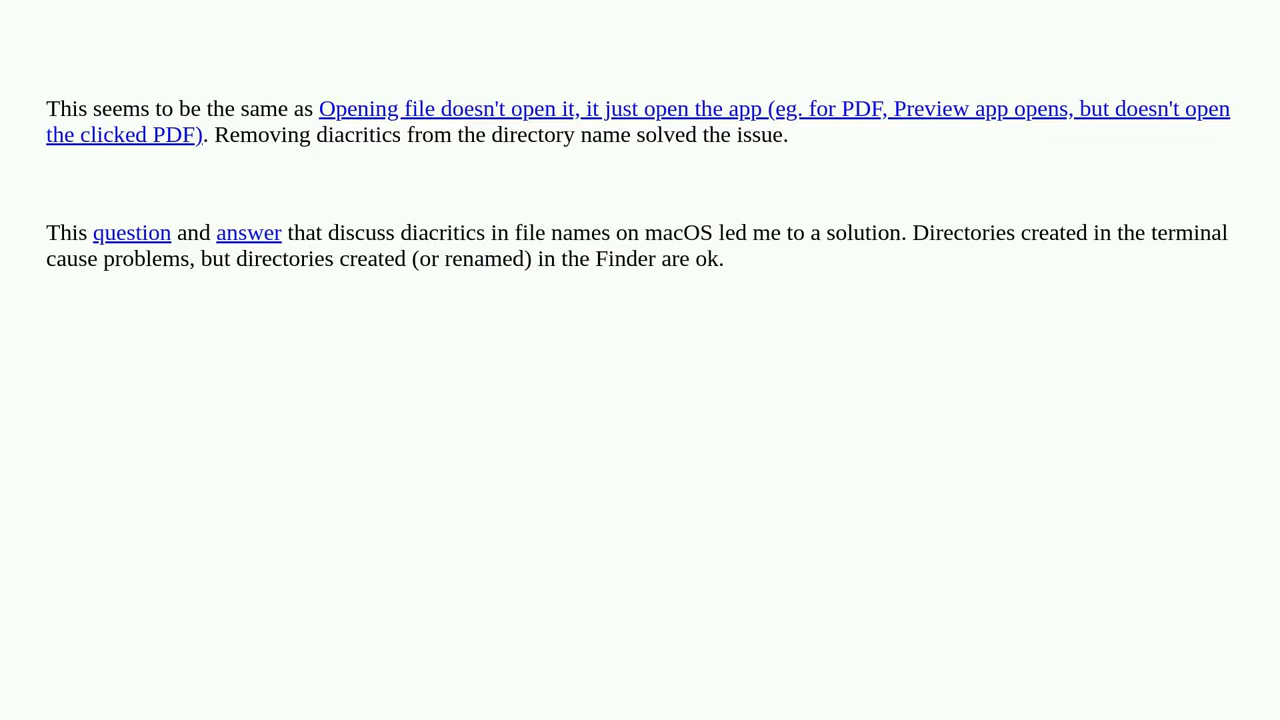 This seems to be the same as Opening file doesn't open it, it just open the app (eg. for PDF, Preview app opens, but doesn't open
the clicked PDF). Removing diacritics from the directory name solved the issue.
This question and answer that discuss diacritics in file names on macOS led me to a solution. Directories created in the terminal
cause problems, but directories created (or renamed) in the Finder are ok.